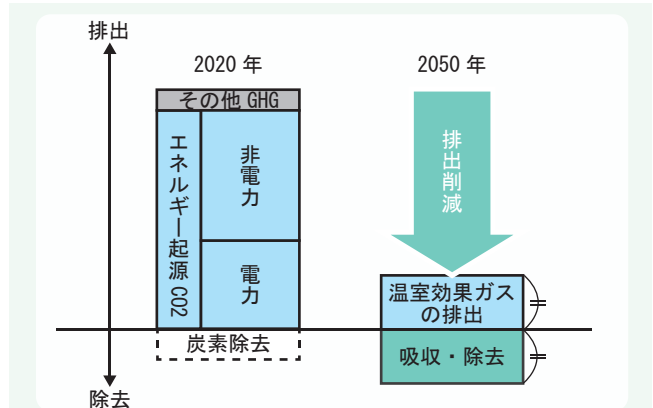 排出
2020 年
2050 年
その他 GHG
エネルギー起源 CO2
非電力
電力
炭素除去
排出削減
温室効果ガス
の排出
吸収・除去
除去